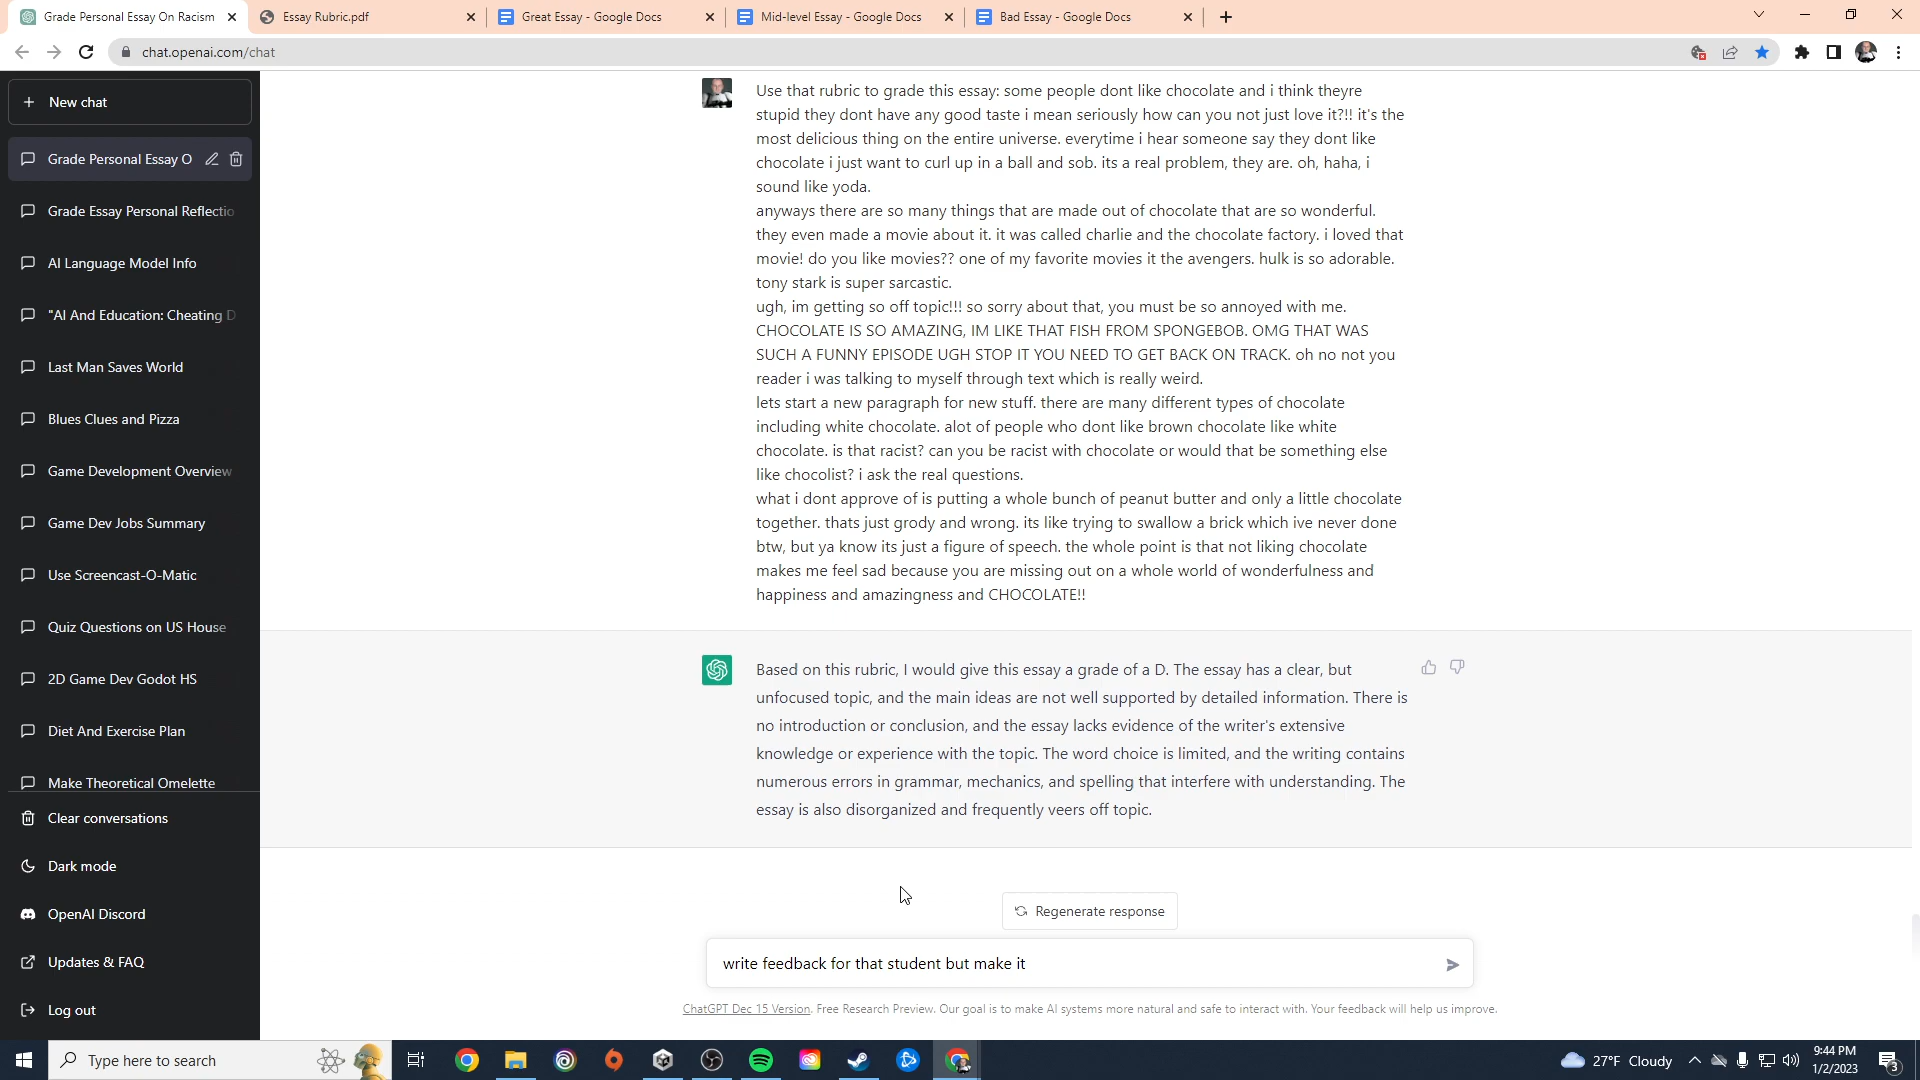 Grade Personal Essay On Racism
Essay Rubric.pdf
Great Essay - Google Docs
Mid-level Essay - Google Docs
Bad Essay - Google Docs
chat.openai.com/chat
New chat
Grade Personal Essay O
Grade Essay Personal Reflectio
AI Language Model Info
"AI And Education: Cheating D
Last Man Saves World
Blues Clues and Pizza
Game Development Overview
Game Dev Jobs Summary
Use Screencast-O-Matic
Quiz Questions on US House
2D Game Dev Godot HS
Diet And Exercise Plan
Make Theoretical Omelette
Clear conversations
Dark mode
OpenAI Discord
Updates & FAQ
Log out
Use that rubric to grade this essay: some people dont like chocolate and i think theyre
stupid they dont have any good taste i mean seriously how can you not just love it?!! it's the
most delicious thing on the entire universe. everytime i hear someone say they dont like
chocolate i just want to curl up in a ball and sob. its a real problem, they are. oh, haha, i
sound like yoda.
anyways there are so many things that are made out of chocolate that are so wonderful.
they even made a movie about it. it was called charlie and the chocolate factory. i loved that
movie! do you like movies?? one of my favorite movies it the avengers. hulk is so adorable.
tony stark is super sarcastic.
ugh, im getting so off topic!!! so sorry about that, you must be so annoyed with me.
CHOCOLATE IS SO AMAZING, IM LIKE THAT FISH FROM SPONGEBOB. OMG THAT WAS
SUCH A FUNNY EPISODE UGH STOP IT YOU NEED TO GET BACK ON TRACK. oh no not you
reader i was talking to myself through text which is really weird.
lets start a new paragraph for new stuff. there are many different types of chocolate
including white chocolate. alot of people who dont like brown chocolate like white
chocolate. is that racist? can you be racist with chocolate or would that be something else
like chocolist? i ask the real questions.
what i dont approve of is putting a whole bunch of peanut butter and only a little chocolate
together. thats just grody and wrong. its like trying to swallow a brick which ive never done
btw, but ya know its just a figure of speech. the whole point is that not liking chocolate
makes me feel sad because you are missing out on a whole world of wonderfulness and
happiness and amazingness and CHOCOLATE!!
Based on this rubric, I would give this essay a grade of a D. The essay has a clear, but
unfocused topic, and the main ideas are not well supported by detailed information. There is
no introduction or conclusion, and the essay lacks evidence of the writer's extensive
knowledge or experience with the topic. The word choice is limited, and the writing contains
numerous errors in grammar, mechanics, and spelling that interfere with understanding. The
essay is also disorganized and frequently veers off topic.
Regenerate response
write feedback for that student but make it
ChatGPT Dec 15 Version. Free Research Preview. Our goal is to make AI systems more natural and safe to interact with. Your feedback will help us improve.
Type here to search
27°F Cloudy
9:44 PM
1/2/2023
3